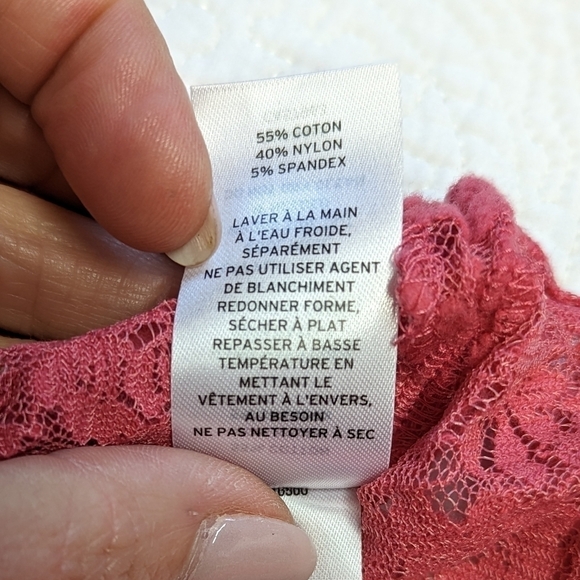 55% COTON
40% NYLON
5% SPANDEX
LAVER À LA MAIN
À L'EAU FROIDE,
SÉPARÉMENT
NE PAS UTILISER AGENT
DE BLANCHIMENT
REDONNER FORME,
SÉCHER À PLAT
REPASSER À BASSE
TEMPÉRATURE EN
METTANT LE
VÊTEMENT À L'ENVERS,
AU BESOIN
NE PAS NETTOYER À SEC